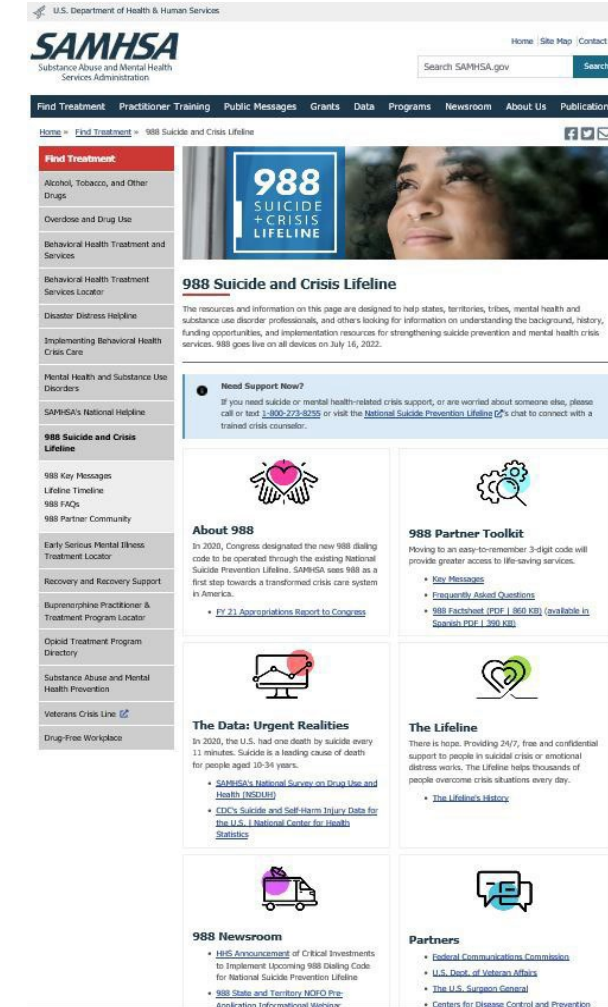 U.S. Department of Health & Human Services
SAMHSA
Substance Abuse and Mental Health
Services Administration
Home Site Map Contact
Search SAMHSA.gov
Search
Find Treatment Practitioner Training Public Messages Grants Data Programs Newsroom About Us Publication
Home » Find Treatment » 988 Suicide and Crisis Lifeline
Find Treatment
Alcohol, Tobacco, and Other
Drugs
Overdose and Drug Use
Behavioral Health Treatment and
Services
Behavioral Health Treatment
Services Locator
Disaster Distress Helpline
Implementing Behavioral Health
Crisis Care
Mental Health and Substance Use
Disorders
SAMHSA's National Helpline
988 Suicide and Crisis
Lifeline
988 Key Messages
Lifeline Timeline
988 FAQs
988 Partner Community
Early Serious Mental Illness
Treatment Locator
Recovery and Recovery Support
Buprenorphine Practitioner &
Treatment Program Locator
Opioid Treatment Program
Directory
Substance Abuse and Mental
Health Prevention
Veterans Crisis Line
Drug-Free Workplace
988
SUICIDE
+CRISIS
LIFELINE
988 Suicide and Crisis Lifeline
The resources and information on this page are designed to help states, territories, tribes, mental health and
substance use disorder professionals, and others looking for information on understanding the background, history,
funding opportunities, and implementation resources for strengthening suicide prevention and mental health crisis
services. 988 goes live on all devices on July 16, 2022.
Need Support Now?
If you need suicide or mental health-related crisis support, or are worried about someone else, please
call or text 1-800-273-8255 or visit the National Suicide Prevention Lifeline's chat to connect with a
trained crisis counselor.
About 988
In 2020, Congress designated the new 988 dialing
code to be operated through the existing National
Suicide Prevention Lifeline. SAMHSA sees 988 as a
first step towards a transformed crisis care system
in America.
• FY 21 Appropriations Report to Congress
988 Partner Toolkit
Moving to an easy-to-remember 3-digit code will
provide greater access to life-saving services.
• Key Messages
• Frequently Asked Questions
• 988 Factsheet (PDF | 860 KB) (available in
Spanish PDF | 390 KB)
The Data: Urgent Realities
In 2020, the U.S. had one death by suicide every
11 minutes. Suicide is a leading cause of death
for people aged 10-34 years.
• SAMHSA's National Survey on Drug Use and
Health (NSDUH)
• CDC's Suicide and Self-Harm Injury Data for
the U.S. | National Center for Health
Statistics
The Lifeline
There is hope. Providing 24/7, free and confidential
support to people in suicidal crisis or emotional
distress works. The Lifeline helps thousands of
people overcome crisis situations every day.
• The Lifeline's History
988 Newsroom
• HHS Announcement of Critical Investments
to Implement Upcoming 988 Dialing Code
for National Suicide Prevention Lifeline
• 988 State and Territory NOFO Pre-
Application Informational Webinar
Partners
• Federal Communications Commission
• U.S. Dept. of Veteran Affairs
• The U.S. Surgeon General
• Centers for Disease Control and Prevention